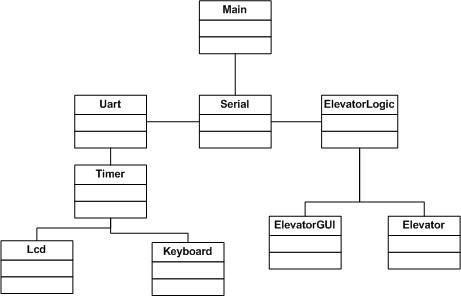 Main
Uart
Serial
ElevatorLogic
Timer
ElevatorGUI
Elevator
Lcd
Keyboard